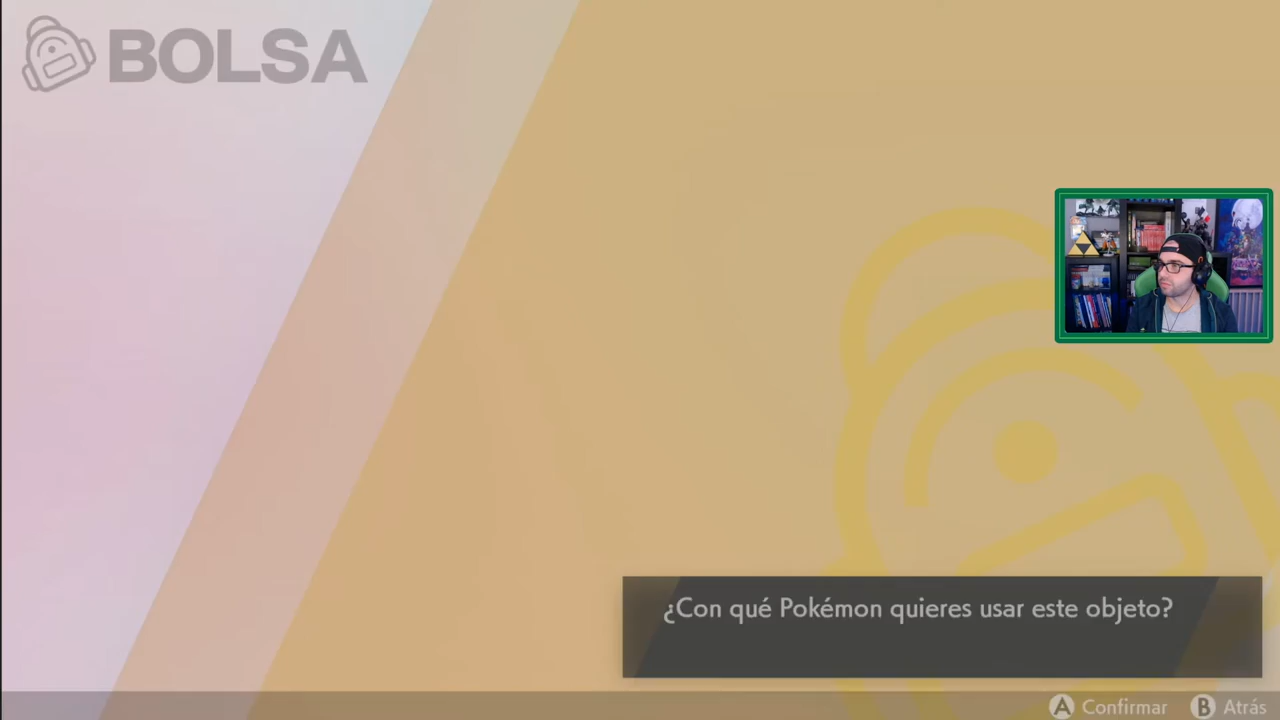 BOLSA
¿Con qué Pokémon quieres usar este objeto?
A Confirmar B Atrás